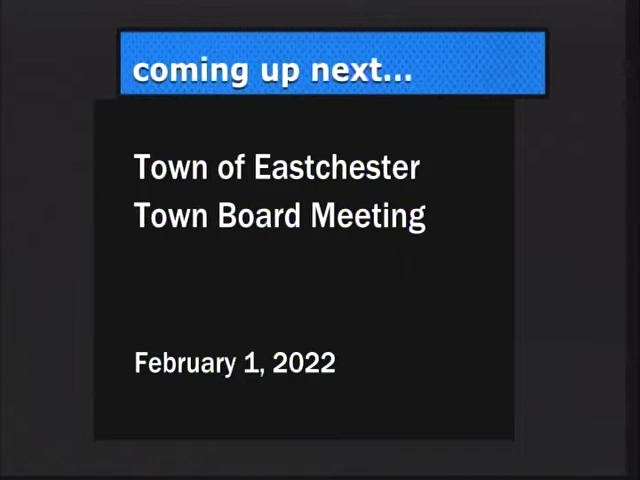 coming up next...
Town of Eastchester
Town Board Meeting
February 1, 2022